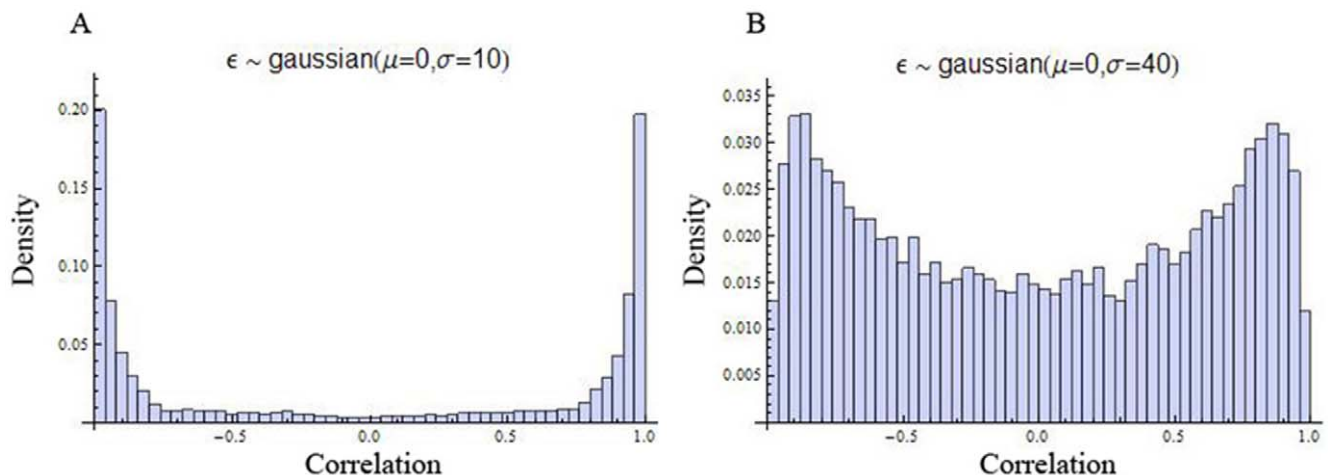 A
ϵ ~ gaussian(μ=0,σ=10)
Density
0.20
0.15
0.10
0.05
−0.5
0.0
0.5
1.0
Correlation
B
ϵ ~ gaussian(μ=0,σ=40)
Density
0.035
0.030
0.025
0.020
0.015
0.010
0.005
−0.5
0.0
0.5
1.0
Correlation